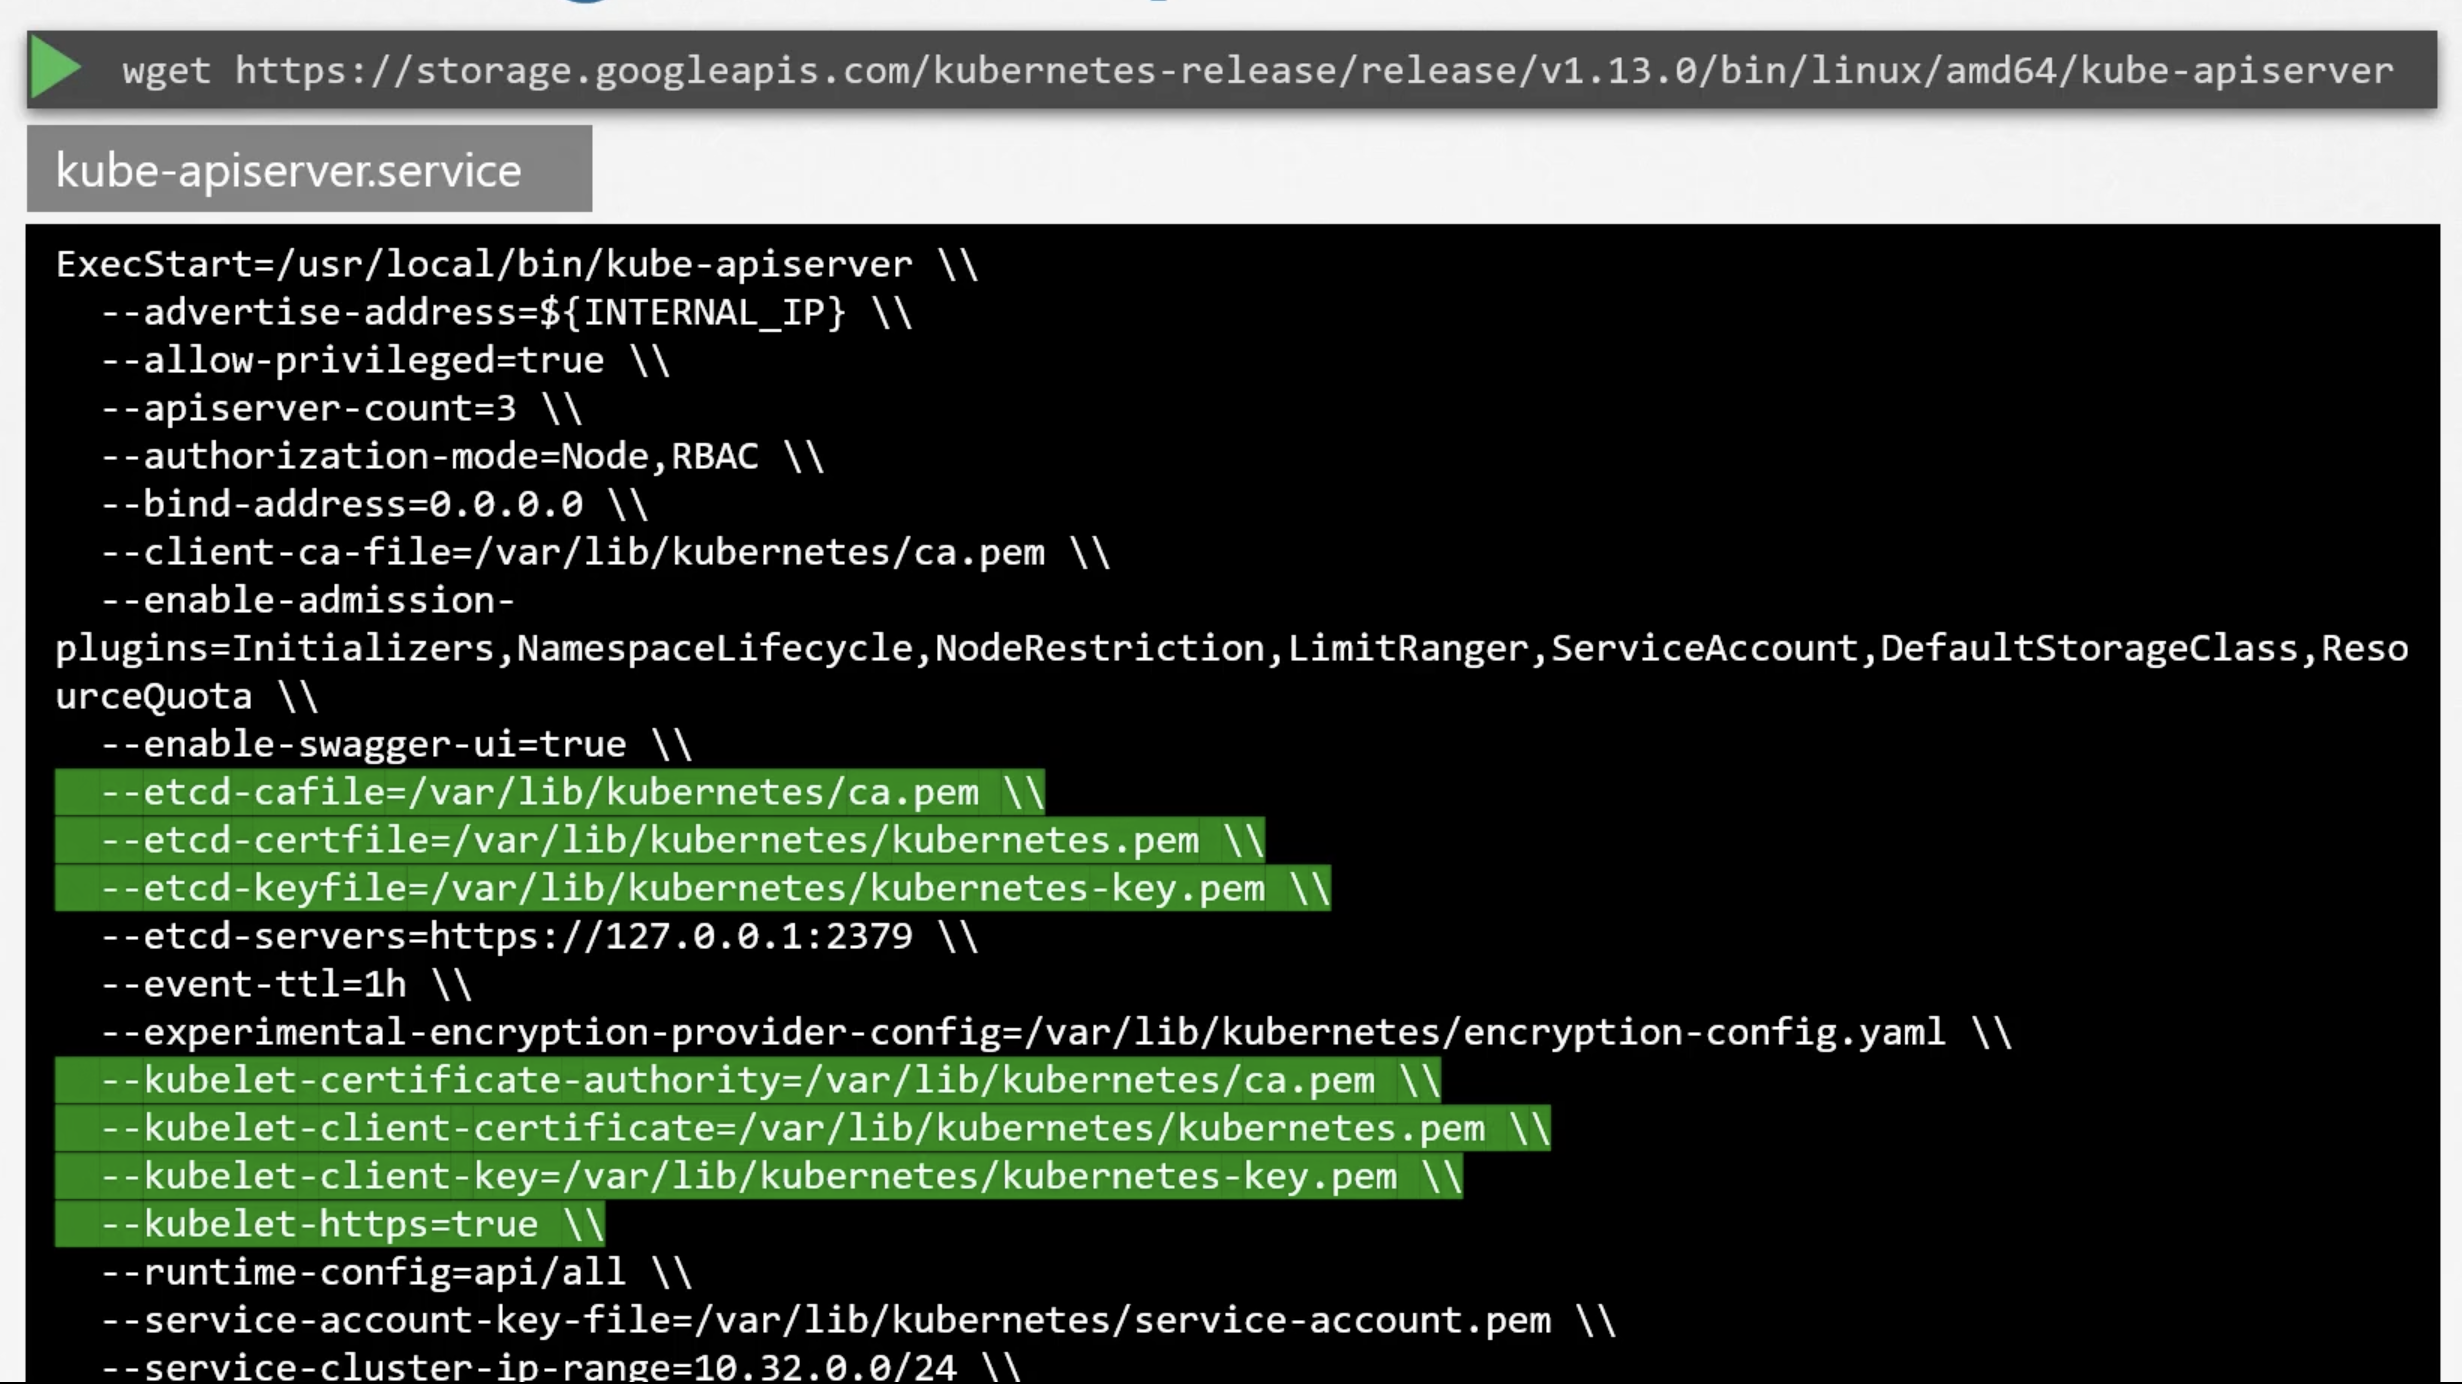 wget https://storage.googleapis.com/kubernetes-release/release/v1.13.0/bin/linux/amd64/kube-apiserver
kube-apiserver.service
ExecStart=/usr/local/bin/kube-apiserver \\
  --advertise-address=${INTERNAL_IP} \\
  --allow-privileged=true \\
  --apiserver-count=3 \\
  --authorization-mode=Node,RBAC \\
  --bind-address=0.0.0.0 \\
  --client-ca-file=/var/lib/kubernetes/ca.pem \\
  --enable-admission-
plugins=Initializers,NamespaceLifecycle,NodeRestriction,LimitRanger,ServiceAccount,DefaultStorageClass,Reso
urceQuota \\
  --enable-swagger-ui=true \\
  --etcd-cafile=/var/lib/kubernetes/ca.pem \\
  --etcd-certfile=/var/lib/kubernetes/kubernetes.pem \\
  --etcd-keyfile=/var/lib/kubernetes/kubernetes-key.pem \\
  --etcd-servers=https://127.0.0.1:2379 \\
  --event-ttl=1h \\
  --experimental-encryption-provider-config=/var/lib/kubernetes/encryption-config.yaml \\
  --kubelet-certificate-authority=/var/lib/kubernetes/ca.pem \\
  --kubelet-client-certificate=/var/lib/kubernetes/kubernetes.pem \\
  --kubelet-client-key=/var/lib/kubernetes/kubernetes-key.pem \\
  --kubelet-https=true \\
  --runtime-config=api/all \\
  --service-account-key-file=/var/lib/kubernetes/service-account.pem \\
  --service-cluster-ip-range=10.32.0.0/24 \\